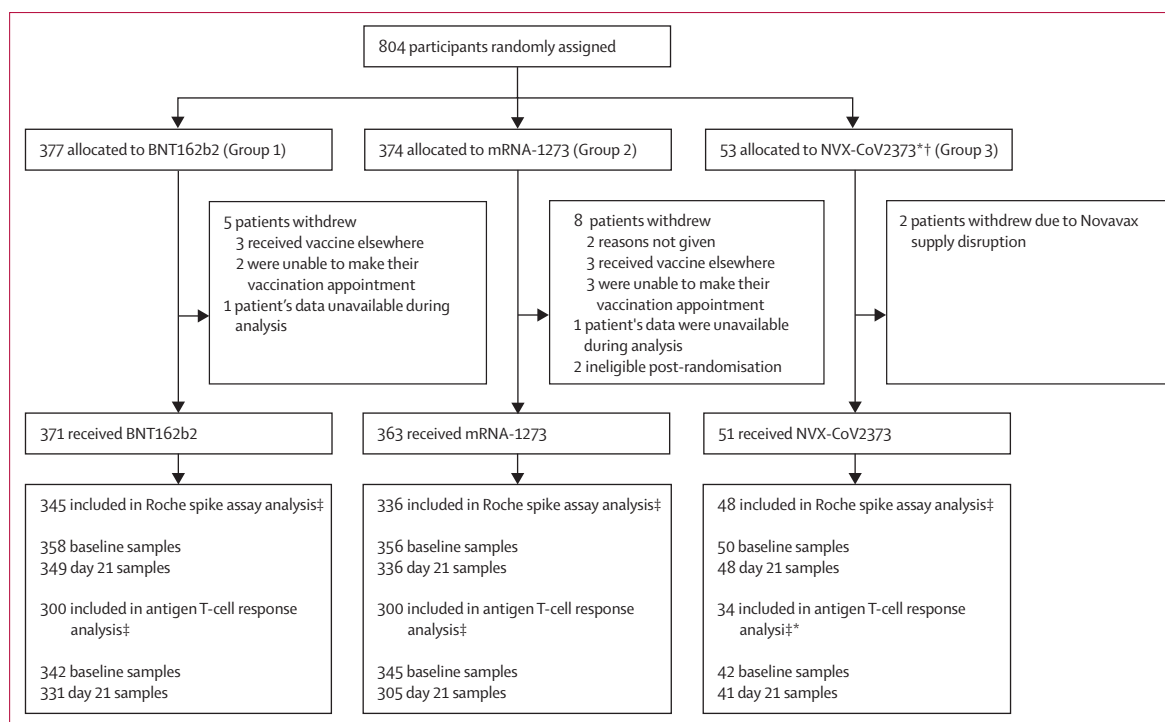 804 participants randomly assigned
377 allocated to BNT162b2 (Group 1)
374 allocated to mRNA-1273 (Group 2)
53 allocated to NVX-CoV2373*† (Group 3)
5 patients withdrew
3 received vaccine elsewhere
2 were unable to make their
vaccination appointment
1 patient’s data unavailable during
analysis
8 patients withdrew
2 reasons not given
3 received vaccine elsewhere
3 were unable to make their
vaccination appointment
1 patient's data were unavailable
during analysis
2 ineligible post-randomisation
2 patients withdrew due to Novavax
supply disruption
371 received BNT162b2
363 received mRNA-1273
51 received NVX-CoV2373
345 included in Roche spike assay analysis‡
358 baseline samples
349 day 21 samples
300 included in antigen T-cell response
analysis‡
342 baseline samples
331 day 21 samples
336 included in Roche spike assay analysis‡
356 baseline samples
336 day 21 samples
300 included in antigen T-cell response
analysis‡
345 baseline samples
305 day 21 samples
48 included in Roche spike assay analysis‡
50 baseline samples
48 day 21 samples
34 included in antigen T-cell response
analysi‡*
42 baseline samples
41 day 21 samples